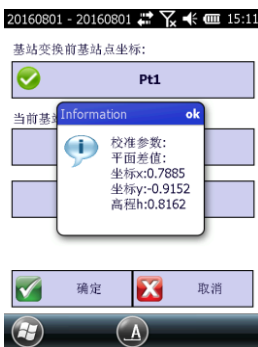 20160801 - 20160801 15:11
基站变换前基站点坐标:
Pt1
当前基
Information ok
校准参数:
平面差值:
坐标x:0.7885
坐标y:-0.9152
高程h:0.8162
确定 取消
A